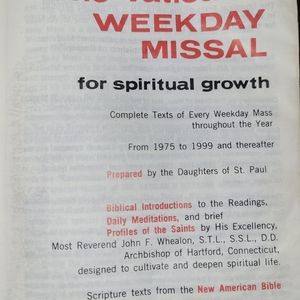 WEEKDAY
MISSAL
for spiritual growth
Complete Texts of Every Weekday Mass
throughout the Year
From 1975 to 1999 and thereafter
Prepared by the Daughters of St. Paul
Biblical Introductions to the Readings,
Daily Meditations, and brief
Profiles of the Saints by His Excellency,
Most Reverend John F. Whealon, S.T.L., S.S.L., D.D.
Archbishop of Hartford, Connecticut,
designed to cultivate and deepen spiritual life.
Scripture texts from the New American Bible